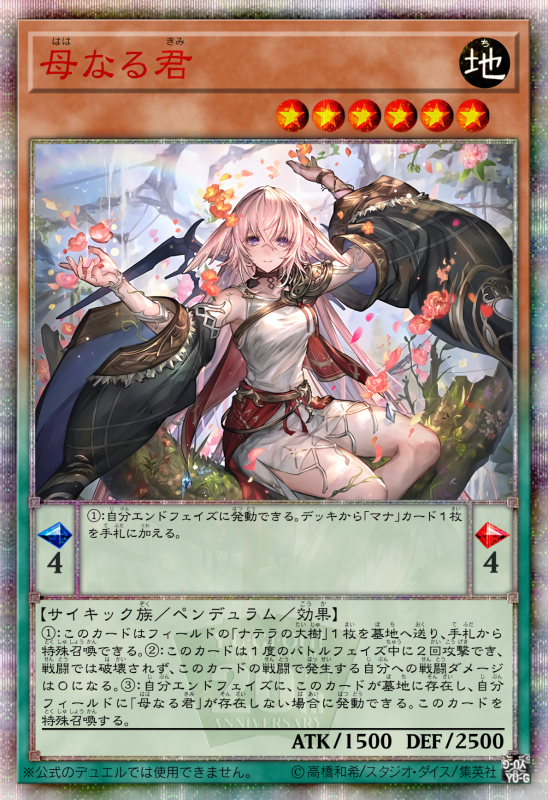 母なる君
地
①:自分エンドフェイズに発動できる。デッキから「マナ」カード1枚
を手札に加える。
4
4
【サイキック族/ペンデュラム/効果】
①:このカードはフィールドの「ナテラの大樹」1枚を墓地へ送り、手札から
特殊召喚できる。②:このカードは1度のバトルフェイズ中に2回攻撃でき、
戦闘では破壊されず、このカードの戦闘で発生する自分への戦闘ダメージ
は0になる。③:自分エンドフェイズに、このカードが墓地に存在し、自分
フィールドに「母なる君」が存在しない場合に発動できる。このカードを
特殊召喚する。
ANNIVERSARY
ATK/1500 DEF/2500
※公式のデュエルでは使用できません。 ©高橋和希/スタジオ・ダイス/集英社